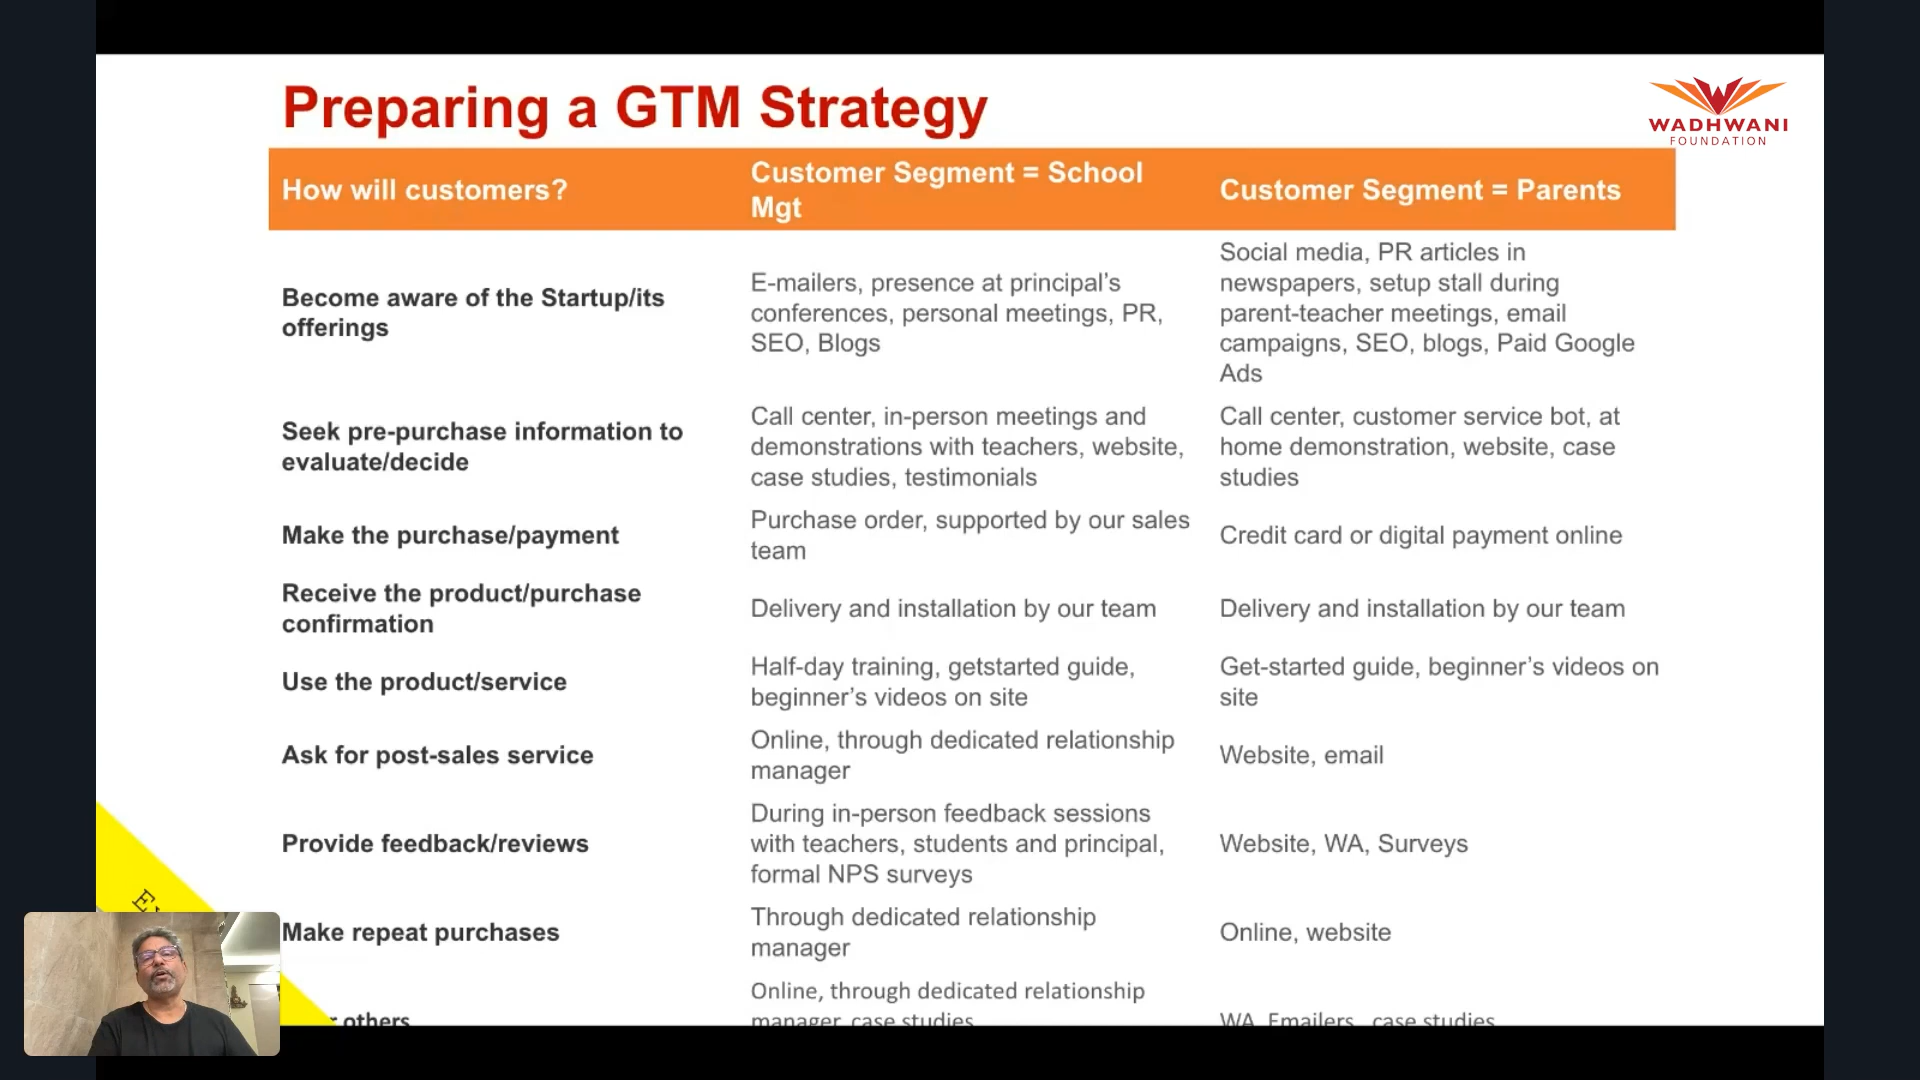 Preparing a GTM Strategy
WADHWANI
FOUNDATION
How will customers?
Customer Segment = School
Mgt
Customer Segment = Parents
Become aware of the Startup/its
offerings
E-mailers, presence at principal’s
conferences, personal meetings, PR,
SEO, Blogs
Social media, PR articles in
newspapers, setup stall during
parent-teacher meetings, email
campaigns, SEO, blogs, Paid Google
Ads
Seek pre-purchase information to
evaluate/decide
Call center, in-person meetings and
demonstrations with teachers, website,
case studies, testimonials
Call center, customer service bot, at
home demonstration, website, case
studies
Make the purchase/payment
Purchase order, supported by our sales
team
Credit card or digital payment online
Receive the product/purchase
confirmation
Delivery and installation by our team
Delivery and installation by our team
Use the product/service
Half-day training, getstarted guide,
beginner’s videos on site
Get-started guide, beginner’s videos on
site
Ask for post-sales service
Online, through dedicated relationship
manager
Website, email
Provide feedback/reviews
During in-person feedback sessions
with teachers, students and principal,
formal NPS surveys
Website, WA, Surveys
Make repeat purchases
Through dedicated relationship
manager
Online, website
others
Online, through dedicated relationship
manager, case studies
WA, Emailers, case studies